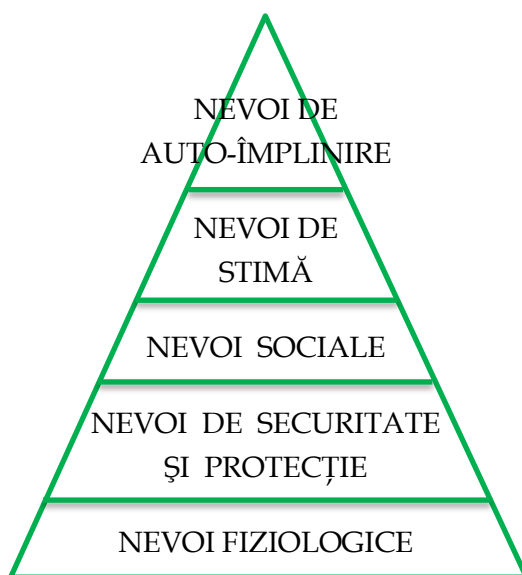 NEVOI DE
AUTO-ÎMPLINIRE
NEVOI DE
STIMĂ
NEVOI SOCIALE
NEVOI DE SECURITATE
ŞI PROTECȚIE
NEVOI FIZIOLOGICE